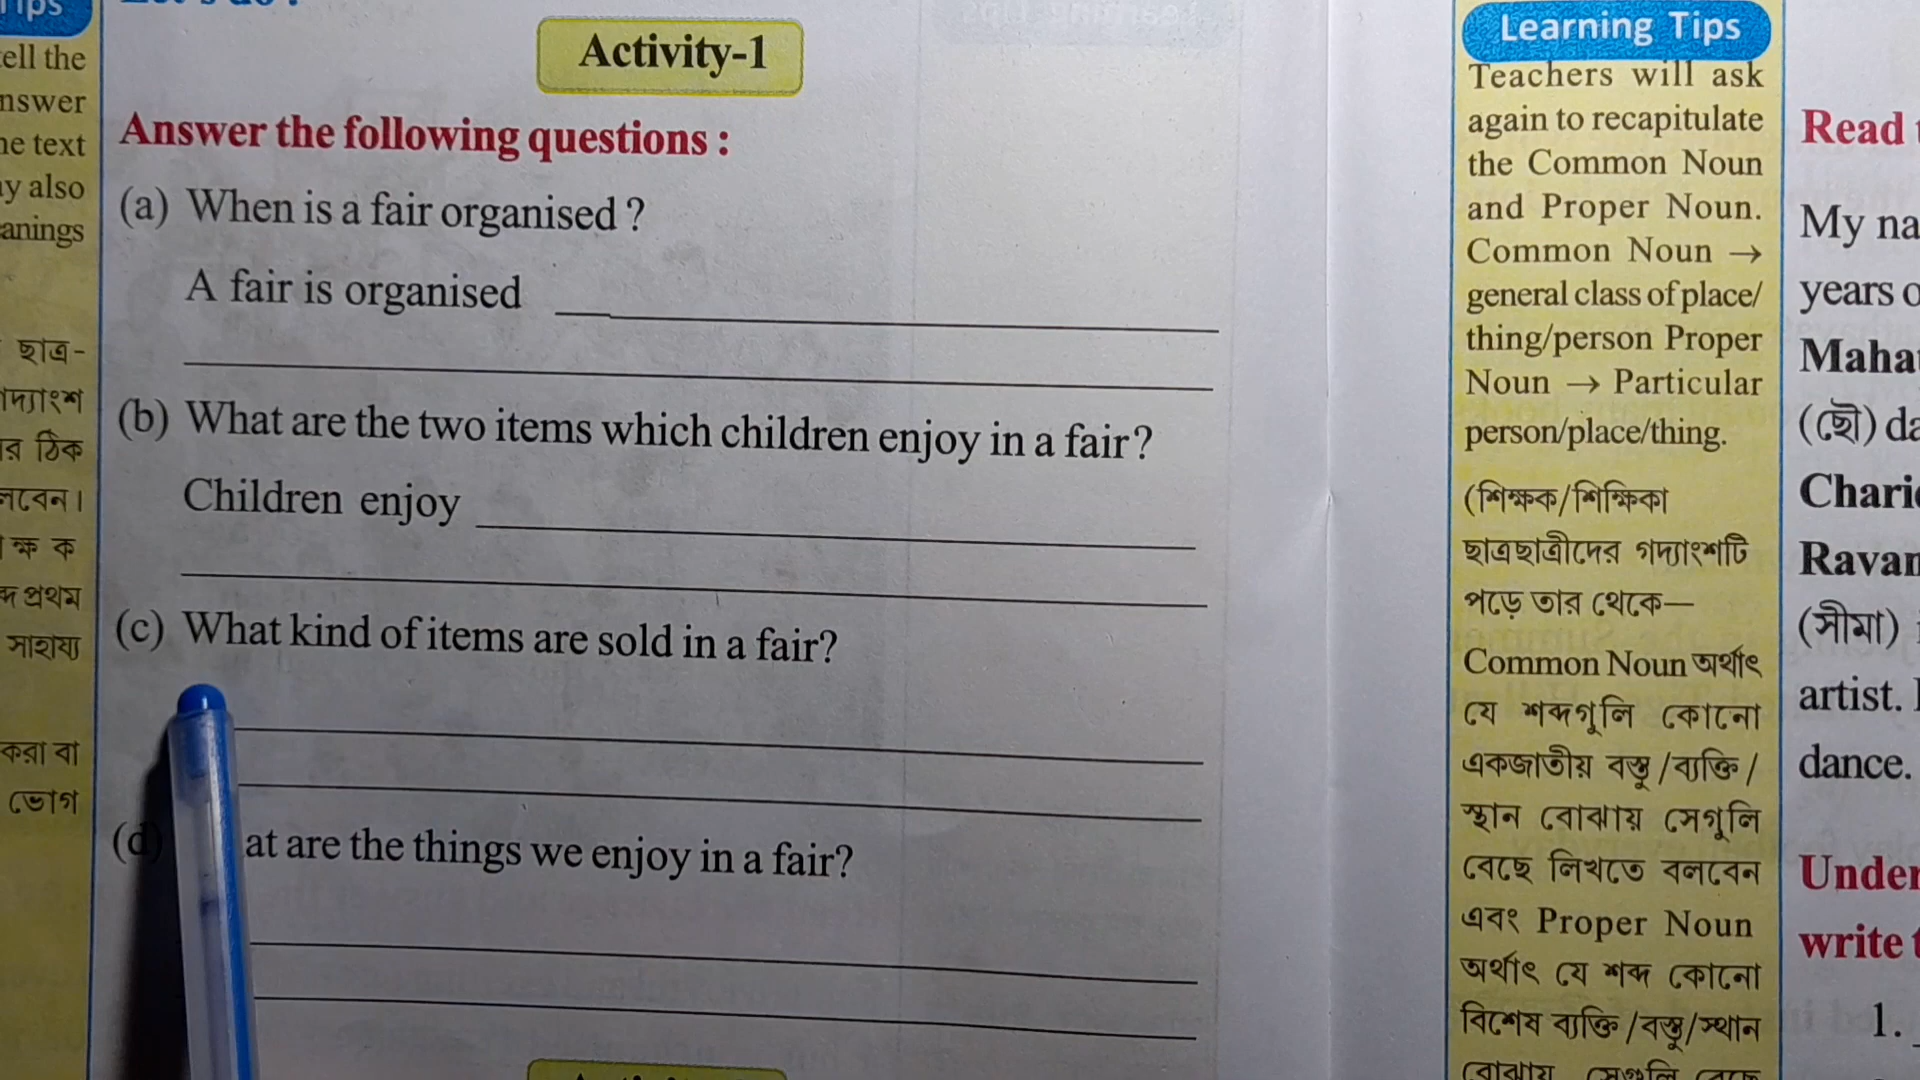 ell the
nswer
he text
ay also
anings
ছাত্র-
গদ্যাংশ
র ঠিক
লবেন।
ক্ষ ক
ব্দ প্রথম
সাহায্য
করা বা
ভোগ
Activity-1
Answer the following questions :
(a) When is a fair organised ?
A fair is organised
(b) What are the two items which children enjoy in a fair?
Children enjoy
(c) What kind of items are sold in a fair?
(d) at are the things we enjoy in a fair?
Learning Tips
Teachers will ask
again to recapitulate
the Common Noun
and Proper Noun.
Common Noun →
general class of place/
thing/person Proper
Noun → Particular
person/place/thing.
(শিক্ষক/শিক্ষিকা
ছাত্রছাত্রীদের গদ্যাংশটি
পড়ে তার থেকে—
Common Noun অর্থাৎ
যে শব্দগুলি কোনো
একজাতীয় বস্তু/ব্যক্তি/
স্থান বোঝায় সেগুলি
বেছে লিখতে বলবেন
এবং Proper Noun
অর্থাৎ যে শব্দ কোনো
বিশেষ ব্যক্তি/বস্তু/স্থান
বোঝায় সেগুলি বেছে
Read
My na
years o
Maha
(ছৌ) da
Chari
Ravan
(সীমা)
artist.
dance.
Under
write t
1.